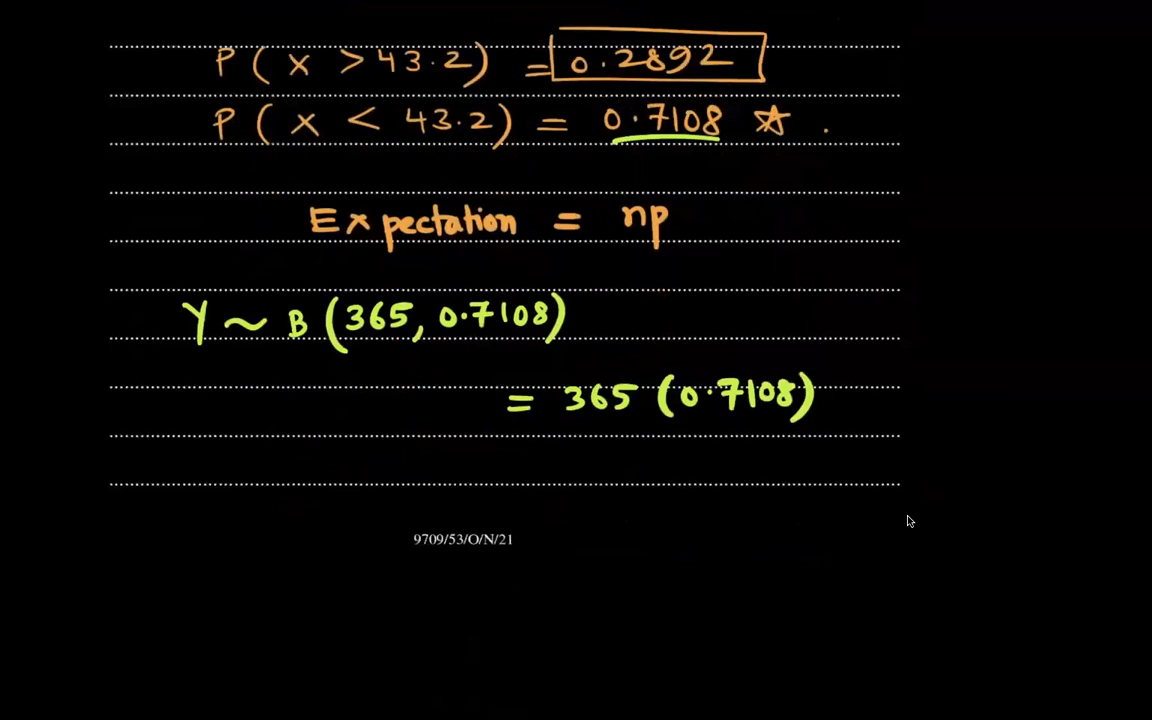 P ( X > 43.2 ) = 0.2892
P ( X < 43.2 ) = 0.7108 ☆ .
Expectation = np
Y ~ B ( 365, 0.7108 )
= 365 ( 0.7108 )
9709/53/O/N/21